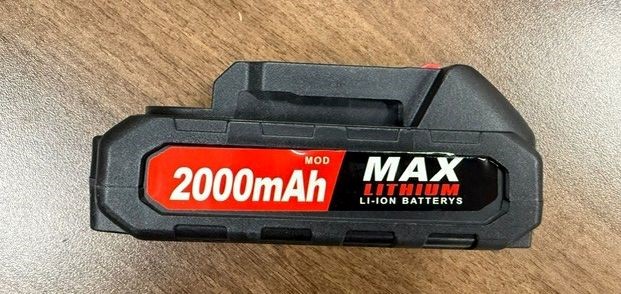 MOD
2000mAh
MAX
LITHIUM
LI-ION BATTERYS